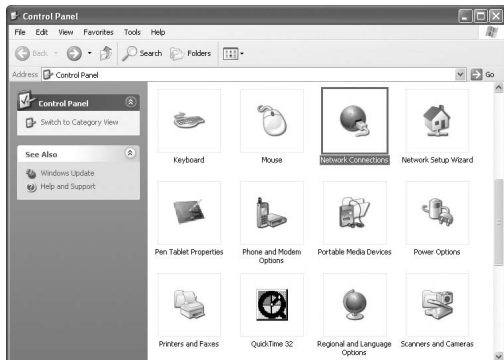 Control Panel
File Edit View Favorites Tools Help
Back Search Folders
Address Control Panel Go
Control Panel
Switch to Category View
See Also
Windows Update
Help and Support
Keyboard Mouse Network Connections Network Setup Wizard
Pen Tablet Properties Phone and Modem Options Portable Media Devices Power Options
Printers and Faxes QuickTime 32 Regional and Language Options Scanners and Cameras